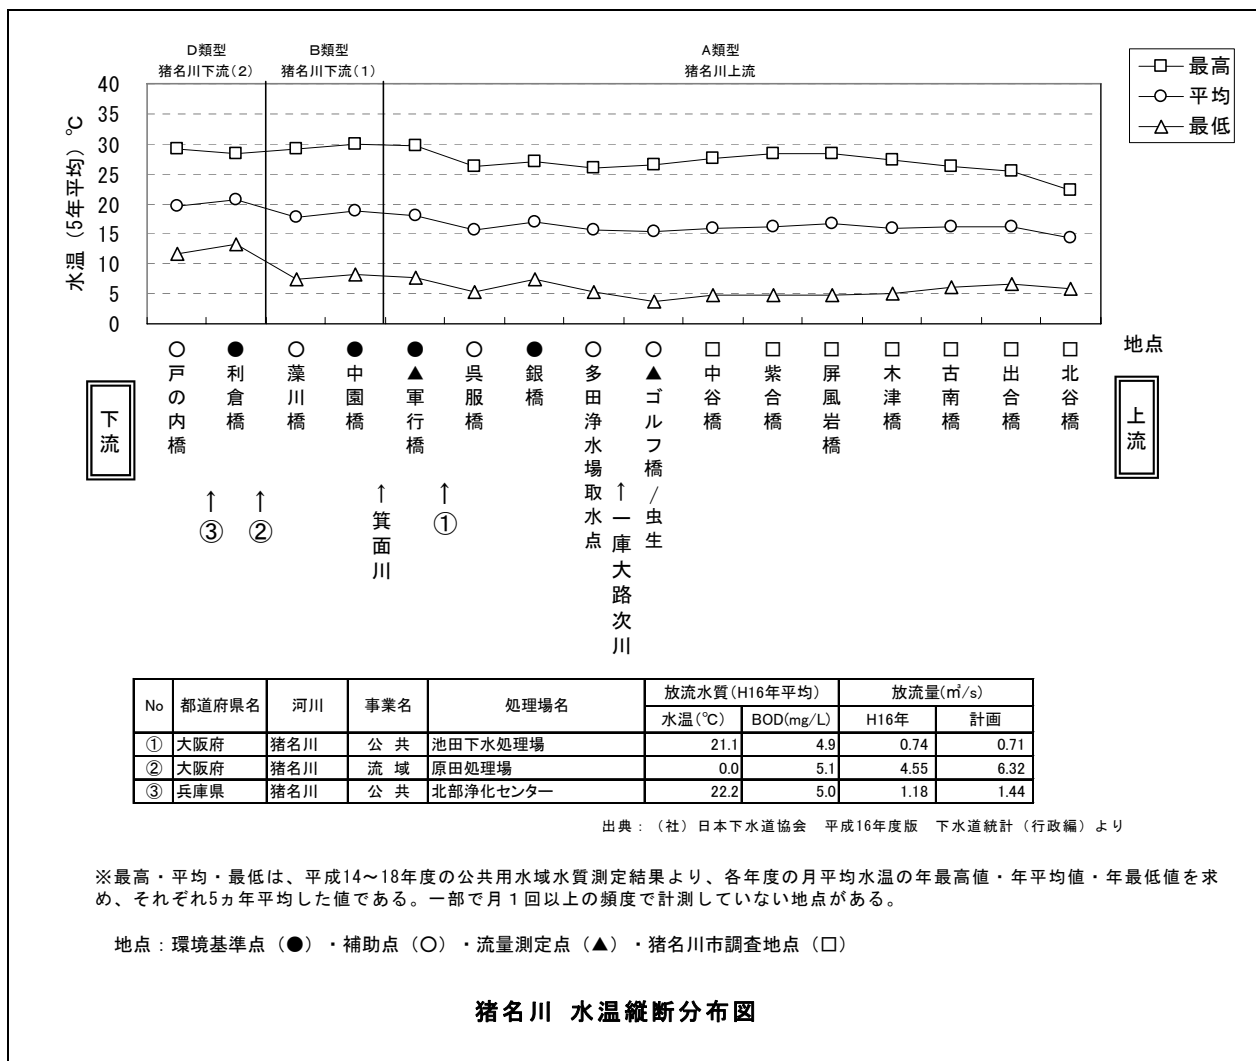 D類型
猪名川下流(2)
B類型
猪名川下流(1)
A類型
猪名川上流
最高
平均
最低
水温(5年平均)℃
40
35
30
25
20
15
10
5
0
地点
下流
上流
○戸の内橋
●利倉橋
○藻川橋
●中園橋
●▲軍行橋
○呉服橋
●銀橋
○多田浄水場取水点
○▲ゴルフ橋/虫生
□中谷橋
□紫合橋
□屏風岩橋
□木津橋
□古南橋
□出合橋
□北谷橋
↑③
↑②
↑箕面川
↑①
↑一庫大路次川
No 都道府県名 河川 事業名 処理場名 放流水質(H16年平均) 放流量(㎥/s)
水温(℃) BOD(mg/L) H16年 計画
① 大阪府 猪名川 公 共 池田下水処理場 21.1 4.9 0.74 0.71
② 大阪府 猪名川 流 域 原田処理場 0.0 5.1 4.55 6.32
③ 兵庫県 猪名川 公 共 北部浄化センター 22.2 5.0 1.18 1.44
出典:(社)日本下水道協会 平成16年度版 下水道統計(行政編)より
※最高・平均・最低は、平成14～18年度の公共用水域水質測定結果より、各年度の月平均水温の年最高値・年平均値・年最低値を求
め、それぞれ5ヵ年平均した値である。一部で月1回以上の頻度で計測していない地点がある。
地点:環境基準点(●)・補助点(○)・流量測定点(▲)・猪名川市調査地点(□)
猪名川 水温縦断分布図